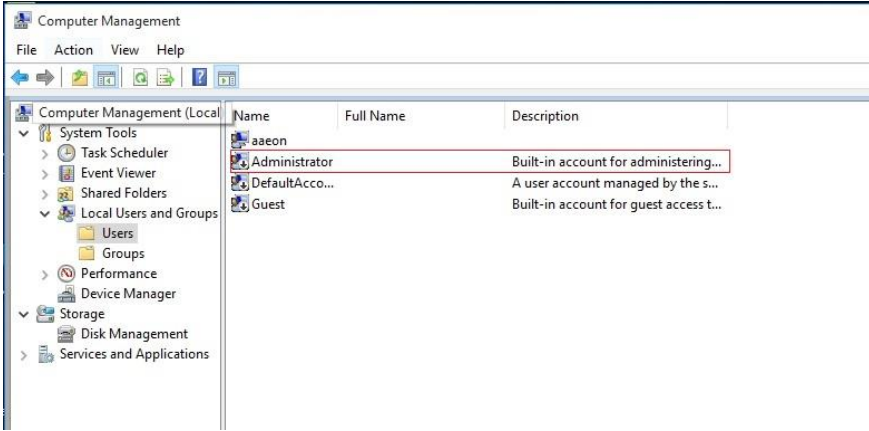 Computer Management
File Action View Help
Computer Management (Local
System Tools
Task Scheduler
Event Viewer
Shared Folders
Local Users and Groups
Users
Groups
Performance
Device Manager
Storage
Disk Management
Services and Applications
Name Full Name Description
aaeon
Administrator Built-in account for administering...
DefaultAcco... A user account managed by the s...
Guest Built-in account for guest access t...